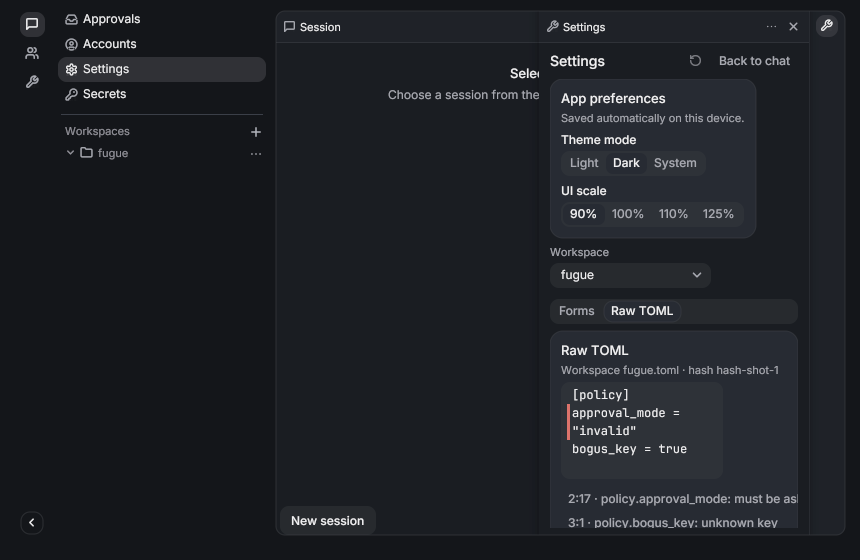 Approvals
Accounts
Settings
Secrets
Workspaces
fugue
Session
Selec
Choose a session from the
New session
Settings
Settings
Back to chat
App preferences
Saved automatically on this device.
Theme mode
Light Dark System
UI scale
90% 100% 110% 125%
Workspace
fugue
Forms Raw TOML
Raw TOML
Workspace fugue.toml · hash hash-shot-1
[policy]
approval_mode =
"invalid"
bogus_key = true
2:17 · policy.approval_mode: must be as
3:1 · policy.bogus_key: unknown key